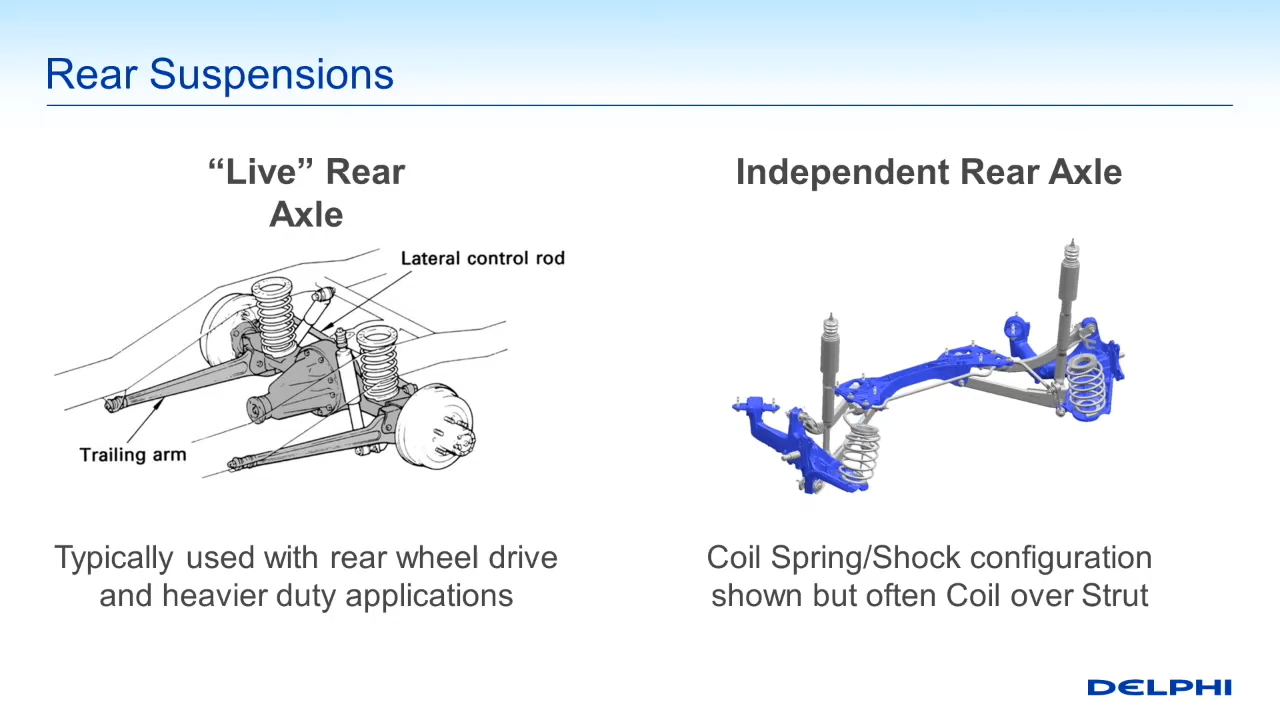 Rear Suspensions
“Live” Rear
Axle
Lateral control rod
Trailing arm
Typically used with rear wheel drive
and heavier duty applications
Independent Rear Axle
Coil Spring/Shock configuration
shown but often Coil over Strut
DELPHI